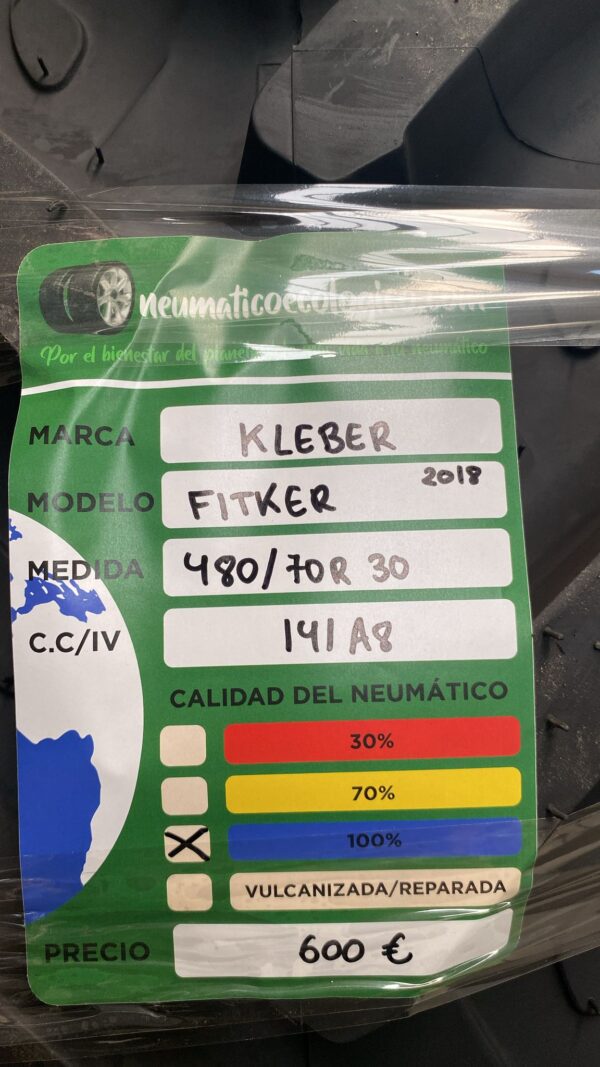 neumaticoecologico.com
Por el bienestar del planeta neumático
MARCA KLEBER
MODELO FITKER 2018
MEDIDA 480/70R 30
C.C/IV 141 A8
CALIDAD DEL NEUMÁTICO
30%
70%
X 100%
VULCANIZADA/REPARADA
PRECIO 600 €